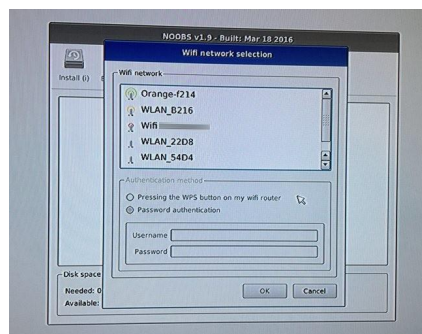 NOOBS v1.9 - Built: Mar 18 2016
Wifi network selection
Install (i)
Wifi network
Orange-f214
WLAN_B216
Wifi
WLAN_22D8
WLAN_54D4
Authentication method
Pressing the WPS button on my wifi router
Password authentication
Username
Password
Disk space
Needed: 0
Available:
OK
Cancel